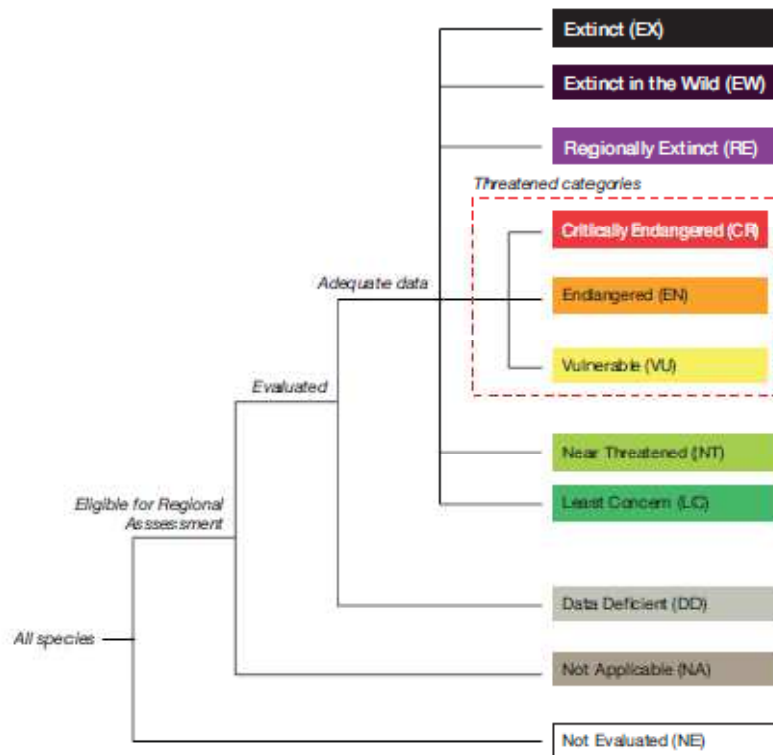 Extinct (EX)
Extinct in the Wild (EW)
Regionally Extinct (RE)
Threatened categories
Critically Endangered (CR)
Adequate data
Endangered (EN)
Vulnerable (VU)
Evaluated
Near Threatened (NT)
Eligible for Regional
Asssessment
Least Concern (LC)
Data Deficient (DD)
All species
Not Applicable (NA)
Not Evaluated (NE)